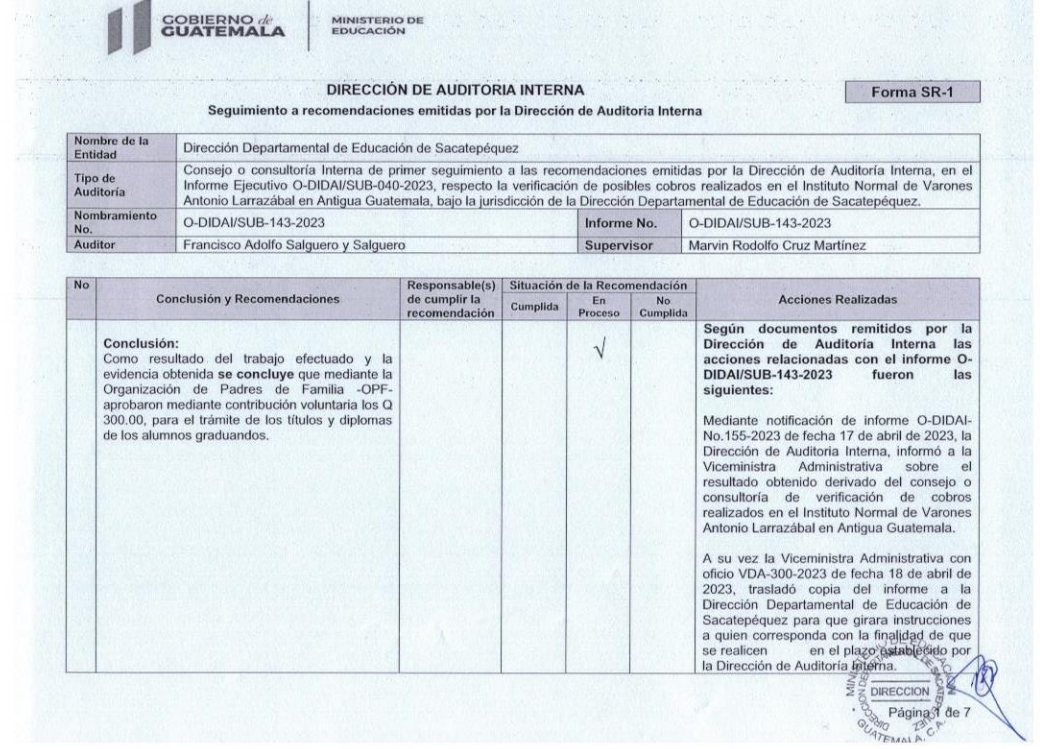 GOBIERNO de
GUATEMALA
MINISTERIO DE
EDUCACIÓN
DIRECCIÓN DE AUDITORIA INTERNA
Forma SR-1
Seguimiento a recomendaciones emitidas por la Dirección de Auditoria Interna
Nombre de la
Entidad
Dirección Departamental de Educación de Sacatepéquez
Tipo de
Auditoría
Consejo o consultoría Interna de primer seguimiento a las recomendaciones emitidas por la Dirección de Auditoría Interna, en el
Informe Ejecutivo O-DIDAI/SUB-040-2023, respecto la verificación de posibles cobros realizados en el Instituto Normal de Varones
Antonio Larrazábal en Antigua Guatemala, bajo la jurisdicción de la Dirección Departamental de Educación de Sacatepéquez.
Nombramiento
No.
O-DIDAI/SUB-143-2023
Informe No.
O-DIDAI/SUB-143-2023
Auditor
Francisco Adolfo Salguero y Salguero
Supervisor
Marvin Rodolfo Cruz Martínez
No
Conclusión y Recomendaciones
Responsable(s)
de cumplir la
recomendación
Situación de la Recomendación
Cumplida
En
Proceso
No
Cumplida
Acciones Realizadas
Conclusión:
Como resultado del trabajo efectuado y la
evidencia obtenida se concluye que mediante la
Organización de Padres de Familia -OPF-
aprobaron mediante contribución voluntaria los Q
300.00, para el trámite de los títulos y diplomas
de los alumnos graduandos.
√
Según documentos remitidos por la
Dirección de Auditoría Interna las
acciones relacionadas con el informe O-
DIDAI/SUB-143-2023 fueron las
siguientes:
Mediante notificación de informe O-DIDAI-
No.155-2023 de fecha 17 de abril de 2023, la
Dirección de Auditoria Interna, informó a la
Viceministra Administrativa sobre el
resultado obtenido derivado del consejo o
consultoría de verificación de cobros
realizados en el Instituto Normal de Varones
Antonio Larrazábal en Antigua Guatemala.
A su vez la Viceministra Administrativa con
oficio VDA-300-2023 de fecha 18 de abril de
2023, trasladó copia del informe a la
Dirección Departamental de Educación de
Sacatepéquez para que girara instrucciones
a quien corresponda con la finalidad de que
se realicen en el plazo establecido por
la Dirección de Auditoría Interna.
DIRECCION
GUATEMALA, C.A.
Página 1 de 7